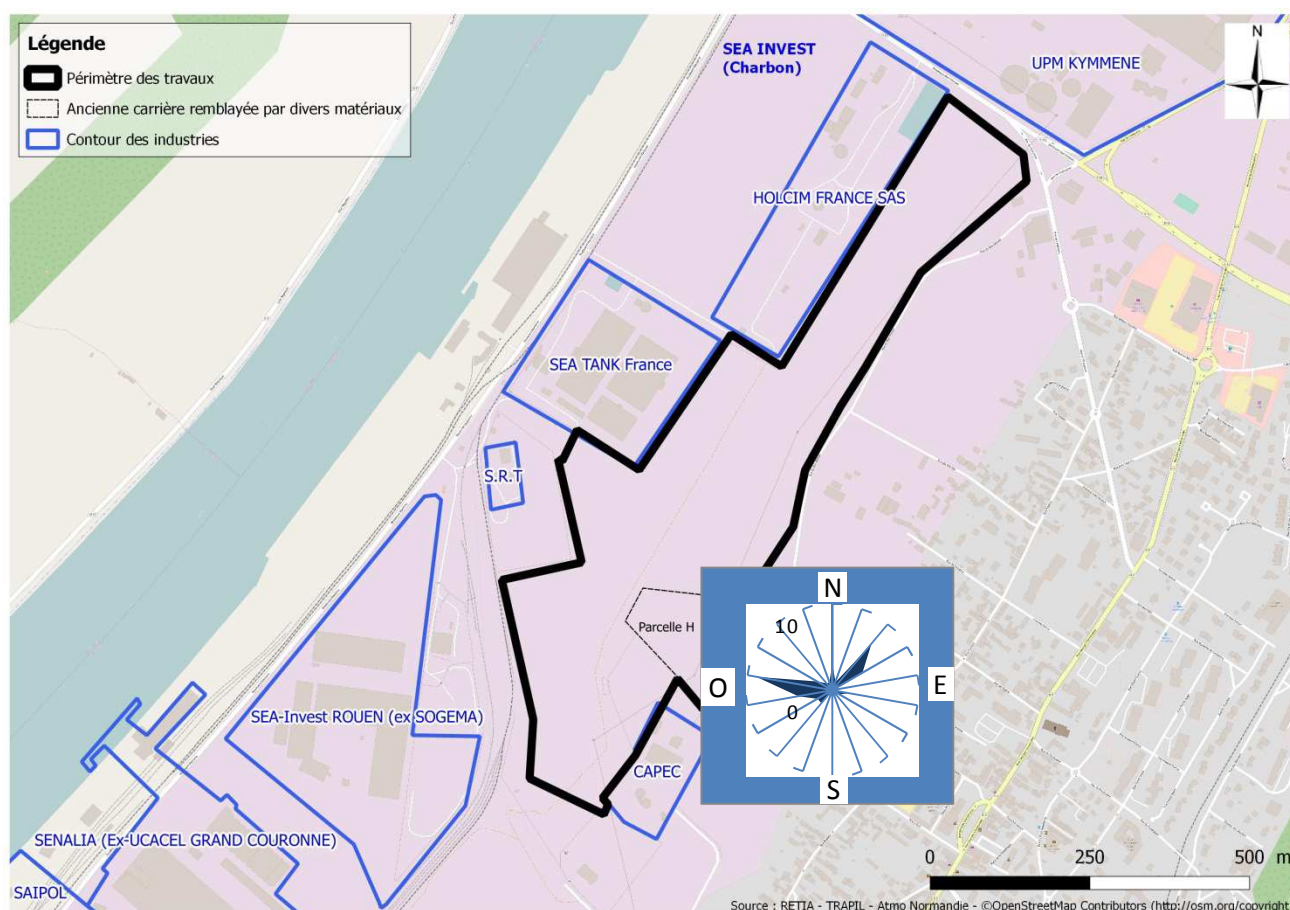 Légende
Périmètre des travaux
Ancienne carrière remblayée par divers matériaux
Contour des industries
SEA INVEST
(Charbon)
UPM KYMMENE
N
HOLCIM FRANCE SAS
SEA TANK France
S.R.T
Parcelle H
N
10
O
E
0
S
SEA-Invest ROUEN (ex SOGEMA)
CAPEC
SENALIA (Ex-UCACEL GRAND COURONNE)
SAIPOL
0 250 500 m
Source : RETIA - TRAPIL - Atmo Normandie - ©OpenStreetMap Contributors (http://osm.org/copyright